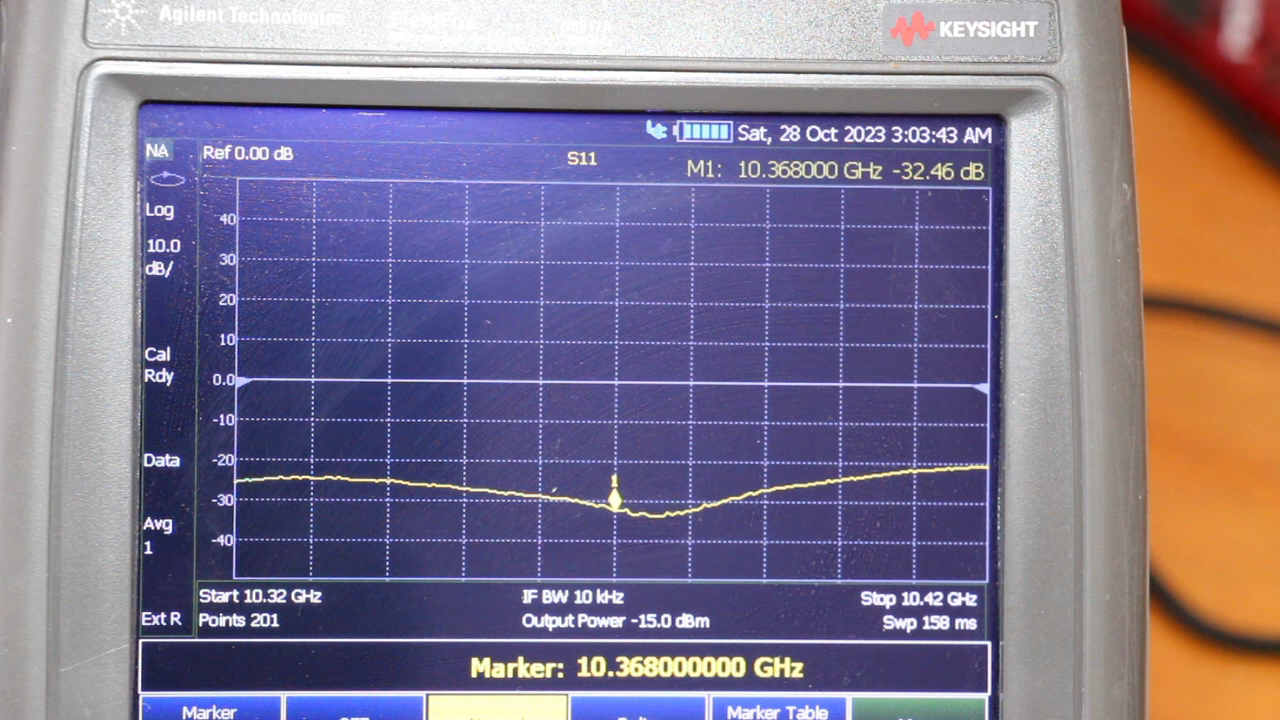 Agilent Technologies
KEYSIGHT
Sat, 28 Oct 2023 3:03:43 AM
NA
Ref 0.00 dB
S11
M1: 10.368000 GHz -32.46 dB
Log
10.0
dB/
Cal
Rdy
Data
Avg
1
Ext R
40
30
20
10
0.0
-10
-20
-30
-40
1
Start 10.32 GHz
IF BW 10 kHz
Stop 10.42 GHz
Points 201
Output Power -15.0 dBm
Swp 158 ms
Marker: 10.368000000 GHz
Marker
Marker Table